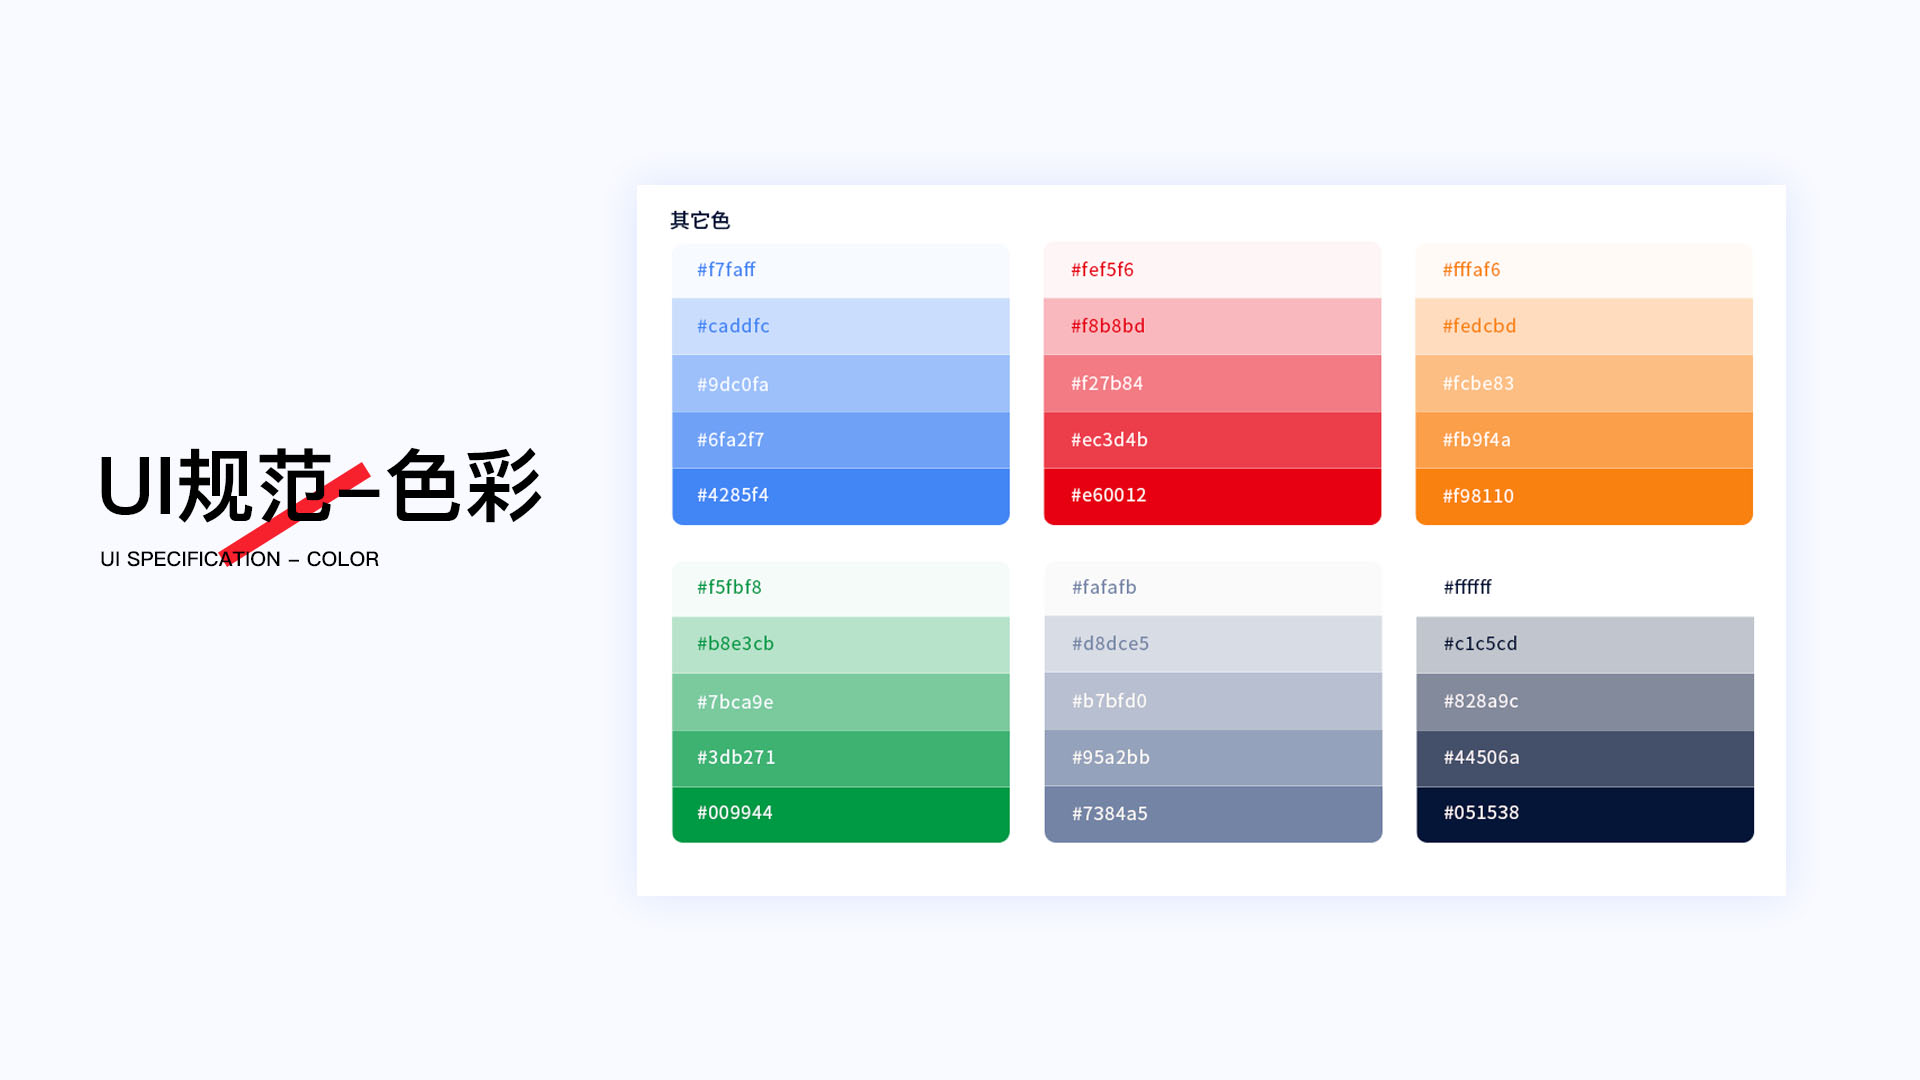 UI规范-色彩
UI SPECIFICATION - COLOR
其它色
#f7faff
#caddfc
#9dc0fa
#6fa2f7
#4285f4
#fef5f6
#f8b8bd
#f27b84
#ec3d4b
#e60012
#fffaf6
#fedcbd
#fcbe83
#fb9f4a
#f98110
#f5fbf8
#b8e3cb
#7bca9e
#3db271
#009944
#fafafb
#d8dce5
#b7bfd0
#95a2bb
#7384a5
#ffffff
#c1c5cd
#828a9c
#44506a
#051538